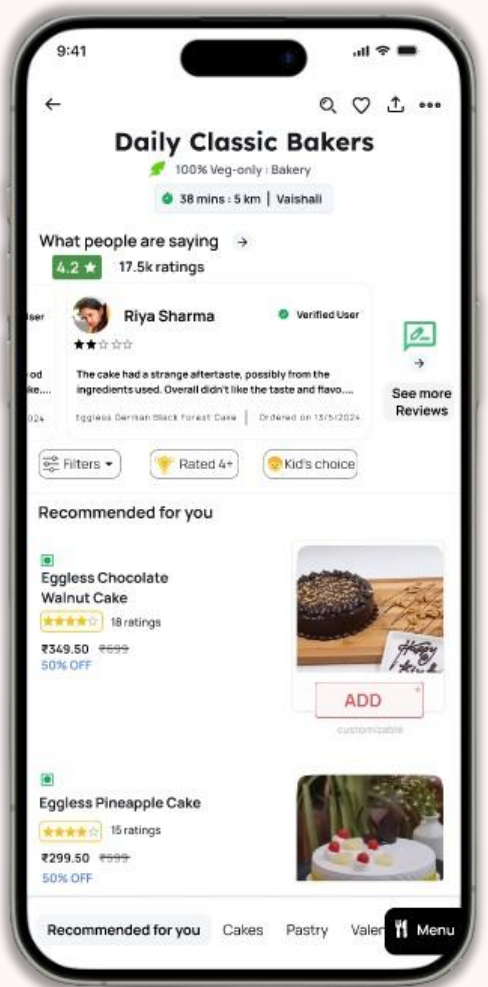 9:41
Daily Classic Bakers
100% Veg-only : Bakery
38 mins : 5 km | Vaishali
What people are saying →
4.2 ★ 17.5k ratings
ser
od
ke....
024
Riya Sharma
Verified User
The cake had a strange aftertaste, possibly from the
ingredients used. Overall didn't like the taste and flavo....
Eggless German Black Forest Cake | Ordered on 13/5/2024
→
See more
Reviews
Filters
Rated 4+
Kid's choice
Recommended for you
Eggless Chocolate
Walnut Cake
18 ratings
₹349.50 ₹699
50% OFF
Happy
ADD +
customizable
Eggless Pineapple Cake
15 ratings
₹299.50 ₹599
50% OFF
Recommended for you Cakes Pastry Valen
Menu